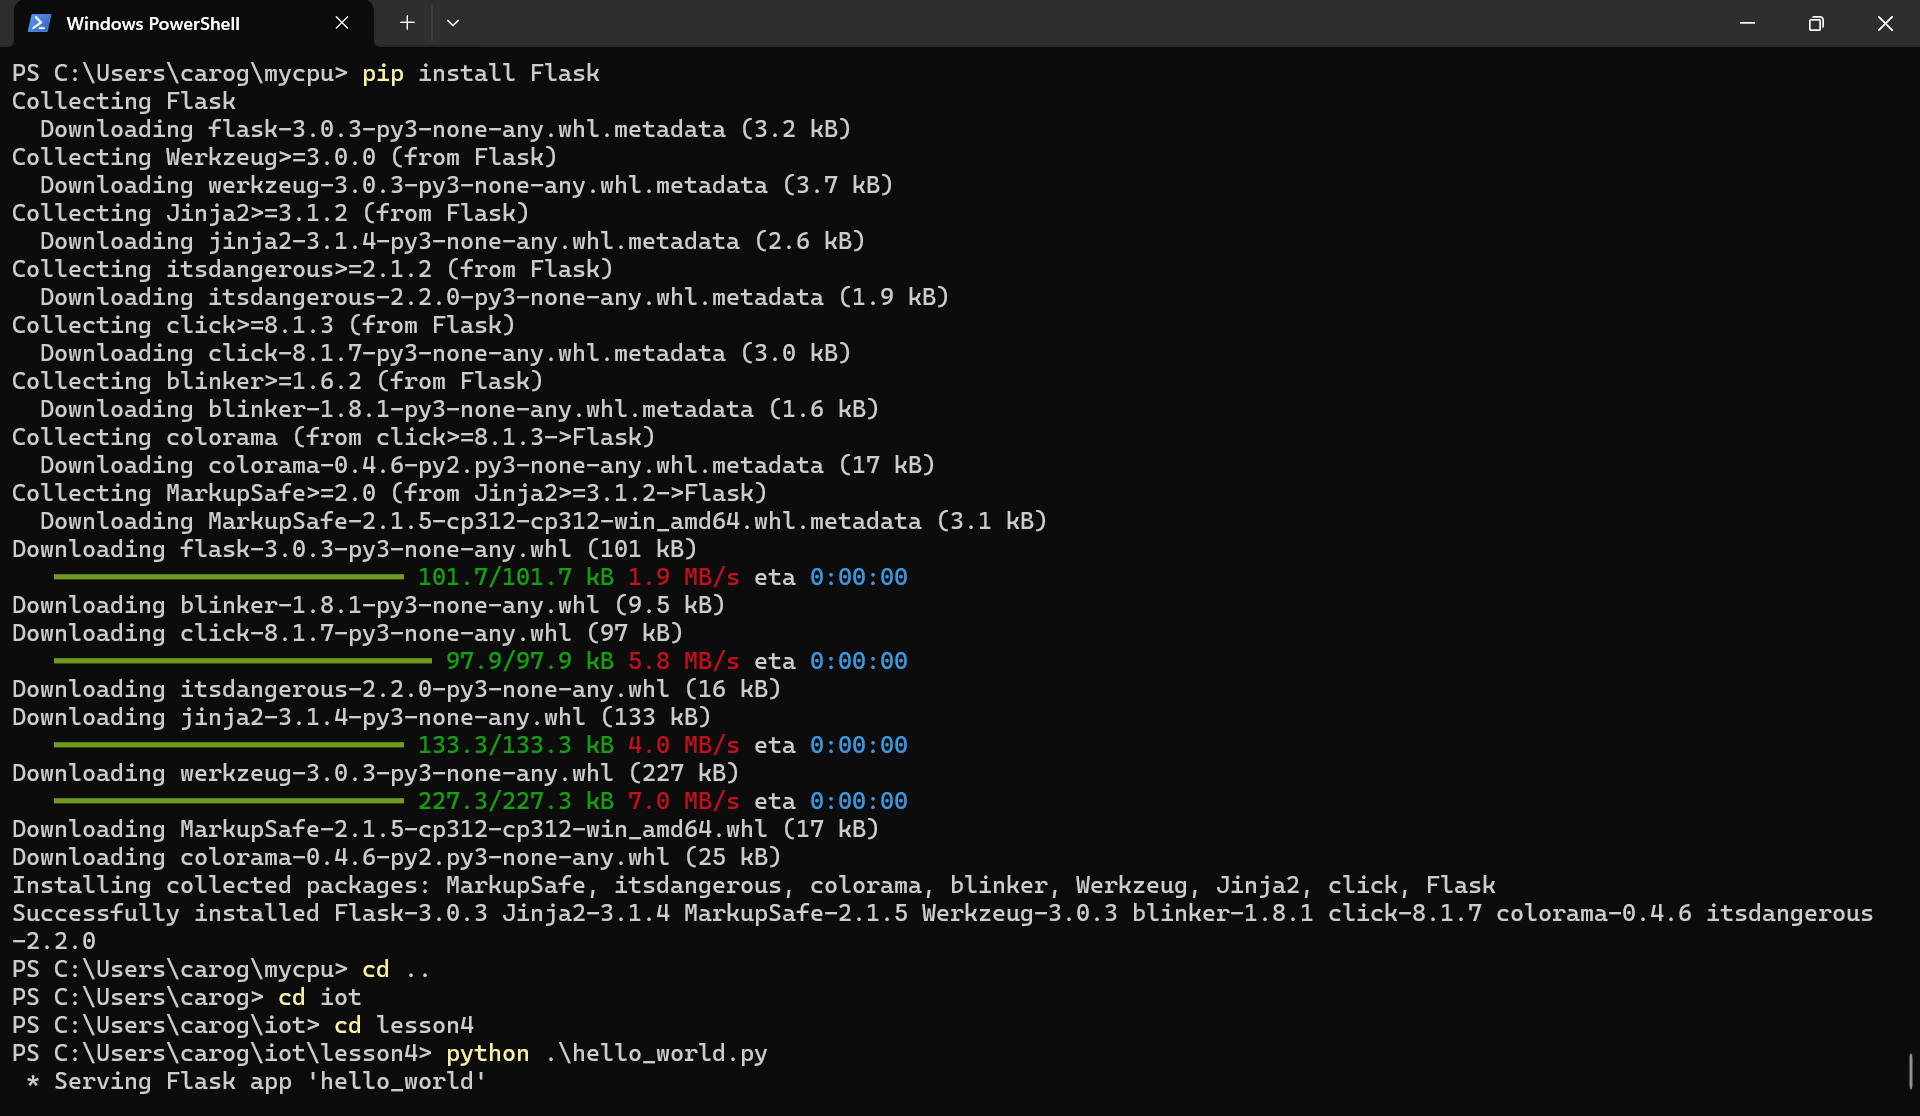 Windows PowerShell
PS C:\Users\carog\mycpu> pip install Flask
Collecting Flask
  Downloading flask-3.0.3-py3-none-any.whl.metadata (3.2 kB)
Collecting Werkzeug>=3.0.0 (from Flask)
  Downloading werkzeug-3.0.3-py3-none-any.whl.metadata (3.7 kB)
Collecting Jinja2>=3.1.2 (from Flask)
  Downloading jinja2-3.1.4-py3-none-any.whl.metadata (2.6 kB)
Collecting itsdangerous>=2.1.2 (from Flask)
  Downloading itsdangerous-2.2.0-py3-none-any.whl.metadata (1.9 kB)
Collecting click>=8.1.3 (from Flask)
  Downloading click-8.1.7-py3-none-any.whl.metadata (3.0 kB)
Collecting blinker>=1.6.2 (from Flask)
  Downloading blinker-1.8.1-py3-none-any.whl.metadata (1.6 kB)
Collecting colorama (from click>=8.1.3->Flask)
  Downloading colorama-0.4.6-py2.py3-none-any.whl.metadata (17 kB)
Collecting MarkupSafe>=2.0 (from Jinja2>=3.1.2->Flask)
  Downloading MarkupSafe-2.1.5-cp312-cp312-win_amd64.whl.metadata (3.1 kB)
Downloading flask-3.0.3-py3-none-any.whl (101 kB)
101.7/101.7 kB 1.9 MB/s eta 0:00:00
Downloading blinker-1.8.1-py3-none-any.whl (9.5 kB)
Downloading click-8.1.7-py3-none-any.whl (97 kB)
97.9/97.9 kB 5.8 MB/s eta 0:00:00
Downloading itsdangerous-2.2.0-py3-none-any.whl (16 kB)
Downloading jinja2-3.1.4-py3-none-any.whl (133 kB)
133.3/133.3 kB 4.0 MB/s eta 0:00:00
Downloading werkzeug-3.0.3-py3-none-any.whl (227 kB)
227.3/227.3 kB 7.0 MB/s eta 0:00:00
Downloading MarkupSafe-2.1.5-cp312-cp312-win_amd64.whl (17 kB)
Downloading colorama-0.4.6-py2.py3-none-any.whl (25 kB)
Installing collected packages: MarkupSafe, itsdangerous, colorama, blinker, Werkzeug, Jinja2, click, Flask
Successfully installed Flask-3.0.3 Jinja2-3.1.4 MarkupSafe-2.1.5 Werkzeug-3.0.3 blinker-1.8.1 click-8.1.7 colorama-0.4.6 itsdangerous
-2.2.0
PS C:\Users\carog\mycpu> cd ..
PS C:\Users\carog> cd iot
PS C:\Users\carog\iot> cd lesson4
PS C:\Users\carog\iot\lesson4> python .\hello_world.py
 * Serving Flask app 'hello_world'